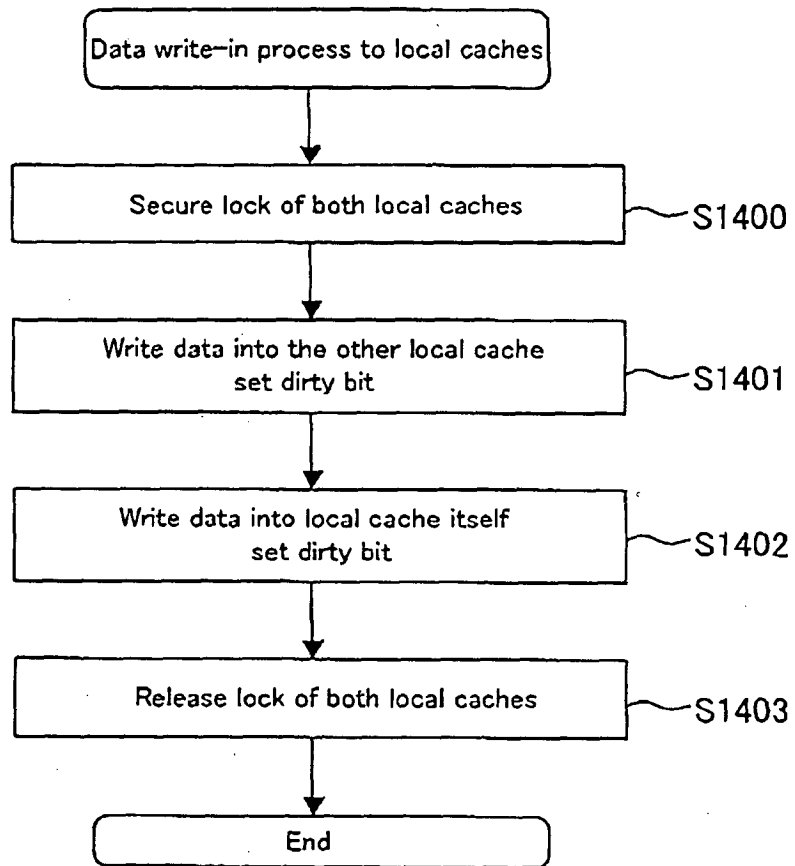 Data write-in process to local caches
Secure lock of both local caches
S1400
Write data into the other local cache
set dirty bit
S1401
Write data into local cache itself
set dirty bit
S1402
Release lock of both local caches
S1403
End